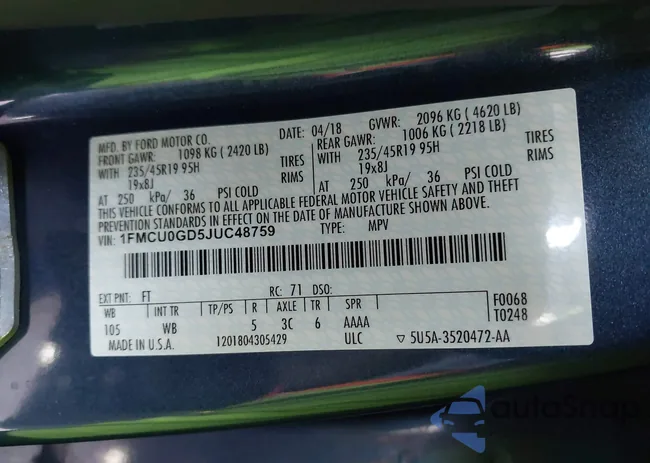 MFD. BY FORD MOTOR CO. DATE: 04/18 GVWR: 2096 KG ( 4620 LB)
FRONT GAWR: 1098 KG ( 2420 LB) REAR GAWR: 1006 KG ( 2218 LB)
WITH 235/45R19 95H TIRES WITH 235/45R19 95H TIRES
19x8J RIMS 19x8J RIMS
AT 250 kPa/ 36 PSI COLD AT 250 kPa/ 36 PSI COLD
THIS VEHICLE CONFORMS TO ALL APPLICABLE FEDERAL MOTOR VEHICLE SAFETY AND THEFT
PREVENTION STANDARDS IN EFFECT ON THE DATE OF MANUFACTURE SHOWN ABOVE.
VIN: 1FMCU0GD5JUC48759 TYPE: MPV
EXT PNT: FT RC: 71 DSO: F0068
WB INT TR TP/PS R AXLE TR SPR T0248
105 WB 5 3C 6 AAAA
MADE IN U.S.A. 1201804305429 ULC ▽ 5U5A-3520472-AA
autoSnap